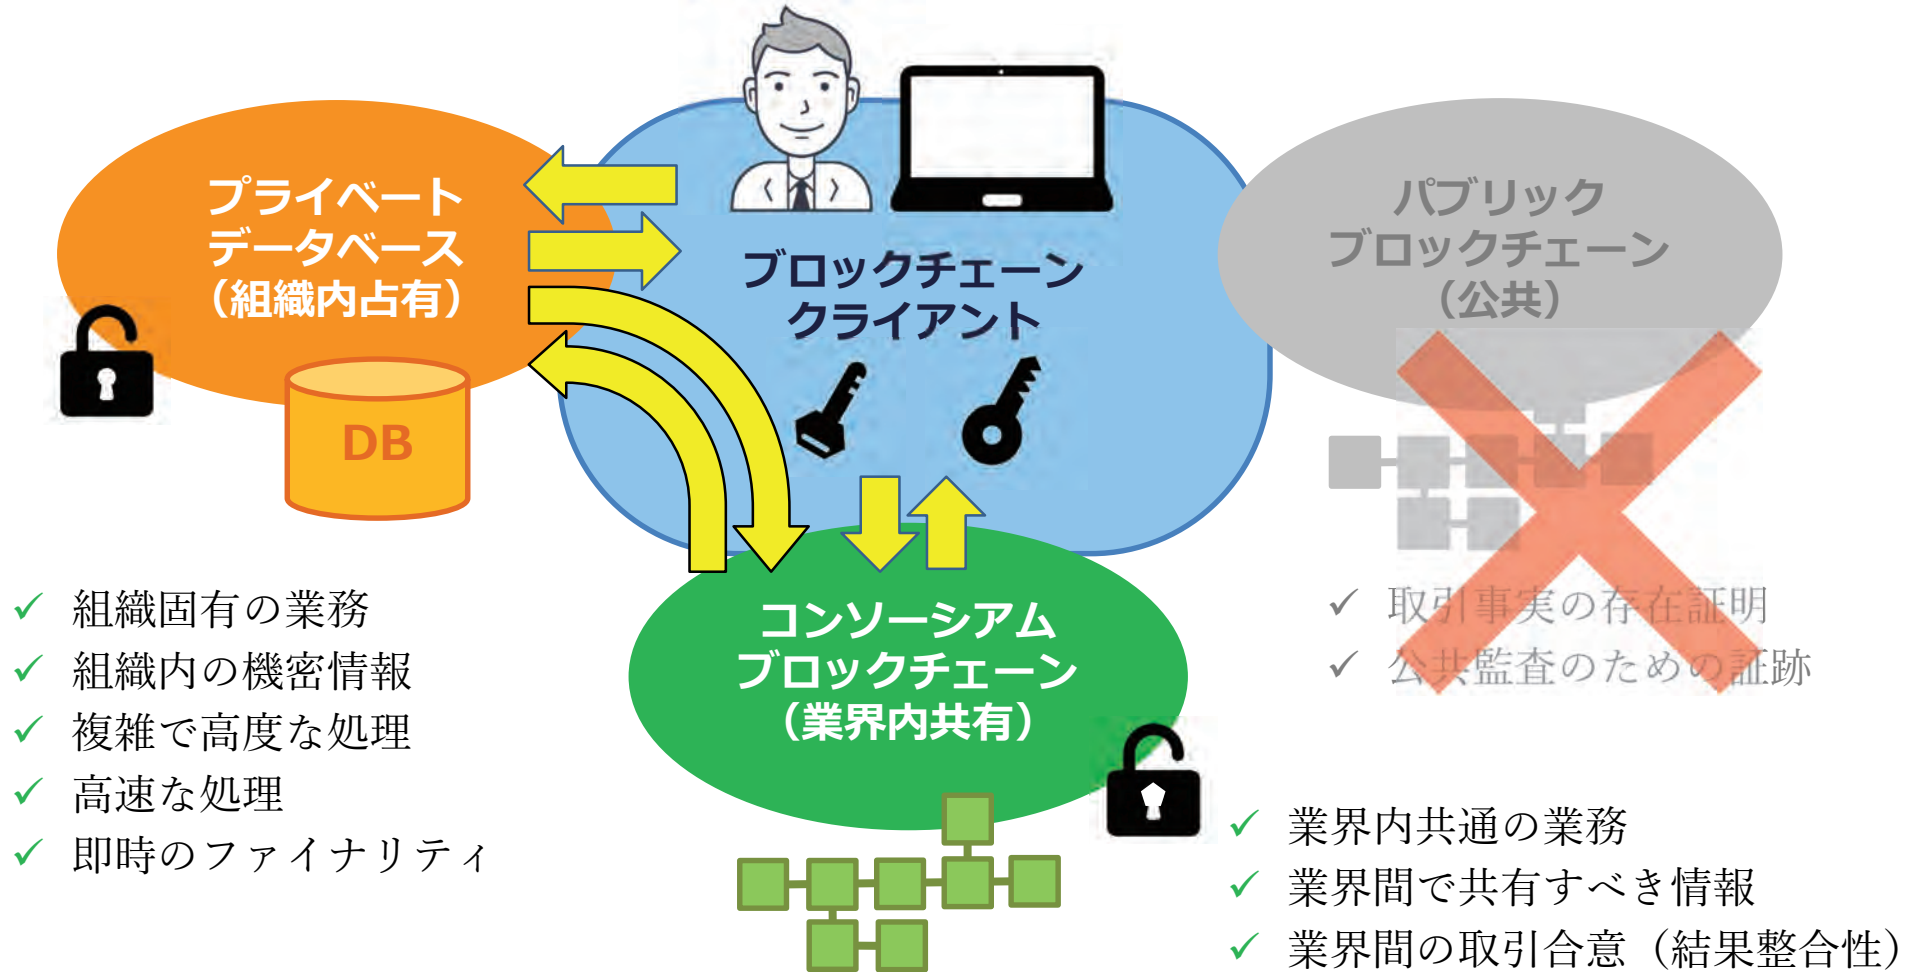 プライベート
データベース
（組織内占有）
DB
ブロックチェーン
クライアント
パブリック
ブロックチェーン
（公共）
✓ 取引事実の存在証明
✓ 公共監査のための証跡
✓ 組織固有の業務
✓ 組織内の機密情報
✓ 複雑で高度な処理
✓ 高速な処理
✓ 即時のファイナリティ
コンソーシアム
ブロックチェーン
（業界内共有）
✓ 業界内共通の業務
✓ 業界間で共有すべき情報
✓ 業界間の取引合意（結果整合性）